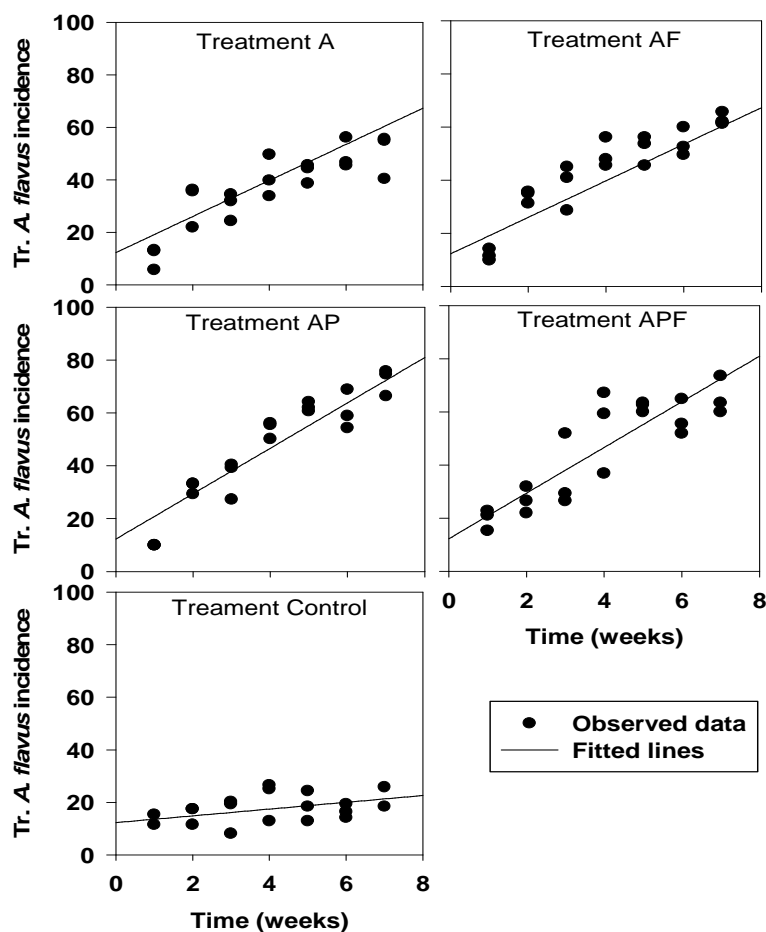 Treatment A
Treatment AF
Tr. A. flavus incidence
100
80
60
40
20
0
Treatment AP
Treatment APF
Tr. A. flavus incidence
100
80
60
40
20
0
0 2 4 6 8
Time (weeks)
Treament Control
Tr. A. flavus incidence
100
80
60
40
20
0
0 2 4 6 8
Time (weeks)
Observed data
Fitted lines